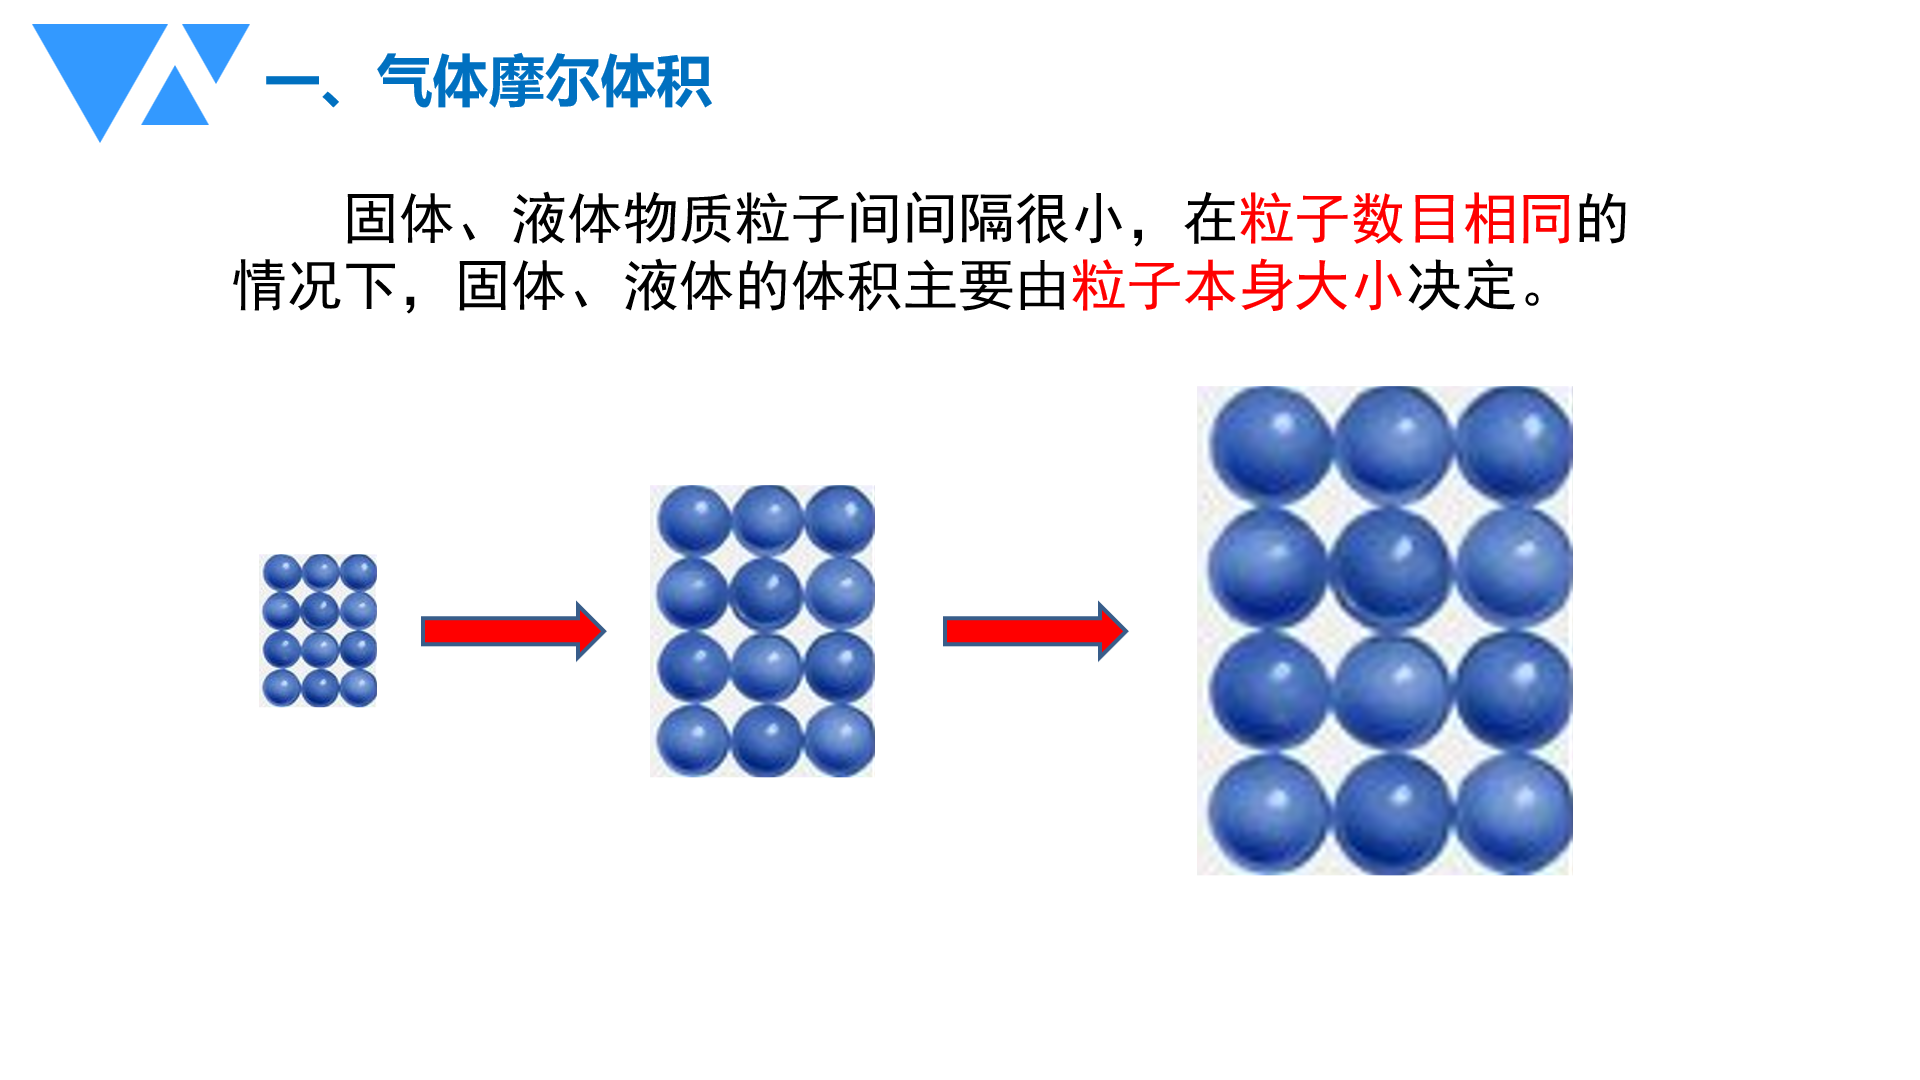 一、气体摩尔体积
固体、液体物质粒子间间隔很小，在粒子数目相同的
情况下，固体、液体的体积主要由粒子本身大小决定。